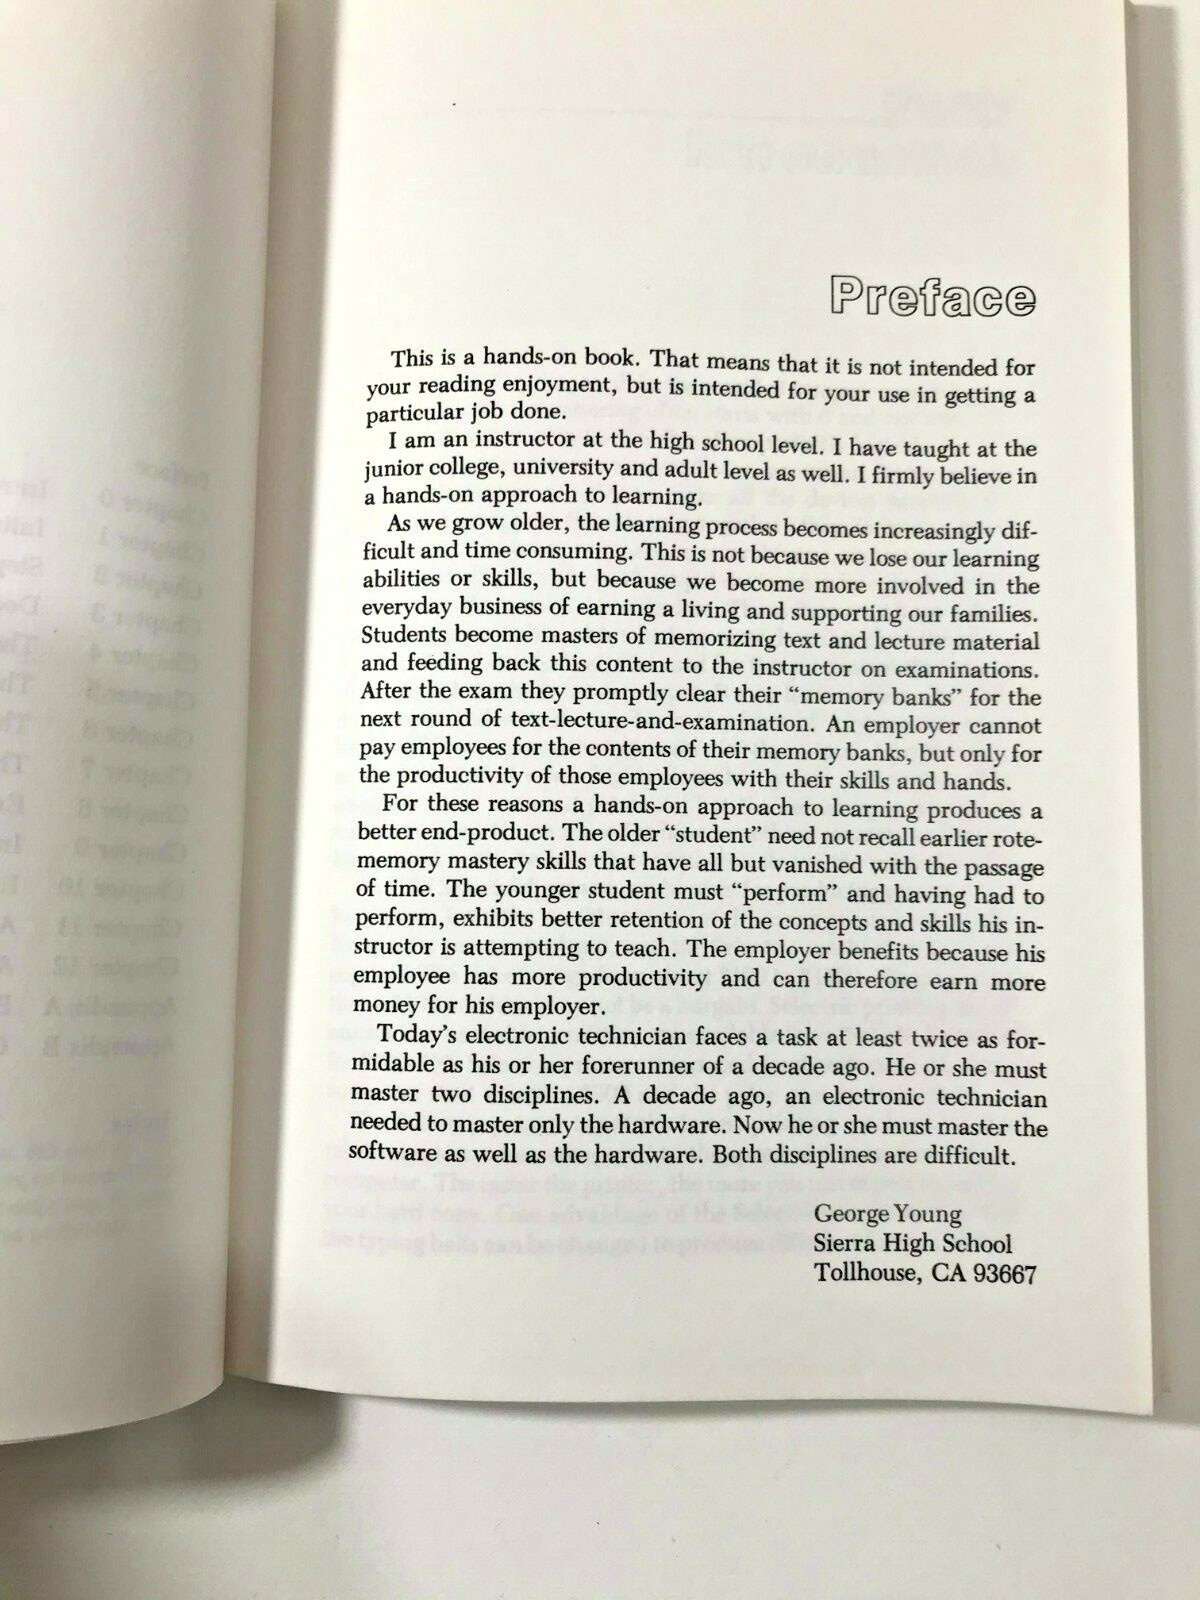 Preface
This is a hands-on book. That means that it is not intended for
your reading enjoyment, but is intended for your use in getting a
particular job done.
I am an instructor at the high school level. I have taught at the
junior college, university and adult level as well. I firmly believe in
a hands-on approach to learning.
As we grow older, the learning process becomes increasingly dif-
ficult and time consuming. This is not because we lose our learning
abilities or skills, but because we become more involved in the
everyday business of earning a living and supporting our families.
Students become masters of memorizing text and lecture material
and feeding back this content to the instructor on examinations.
After the exam they promptly clear their “memory banks” for the
next round of text-lecture-and-examination. An employer cannot
pay employees for the contents of their memory banks, but only for
the productivity of those employees with their skills and hands.
For these reasons a hands-on approach to learning produces a
better end-product. The older “student” need not recall earlier rote-
memory mastery skills that have all but vanished with the passage
of time. The younger student must “perform” and having had to
perform, exhibits better retention of the concepts and skills his in-
structor is attempting to teach. The employer benefits because his
employee has more productivity and can therefore earn more
money for his employer.
Today’s electronic technician faces a task at least twice as for-
midable as his or her forerunner of a decade ago. He or she must
master two disciplines. A decade ago, an electronic technician
needed to master only the hardware. Now he or she must master the
software as well as the hardware. Both disciplines are difficult.
George Young
Sierra High School
Tollhouse, CA 93667